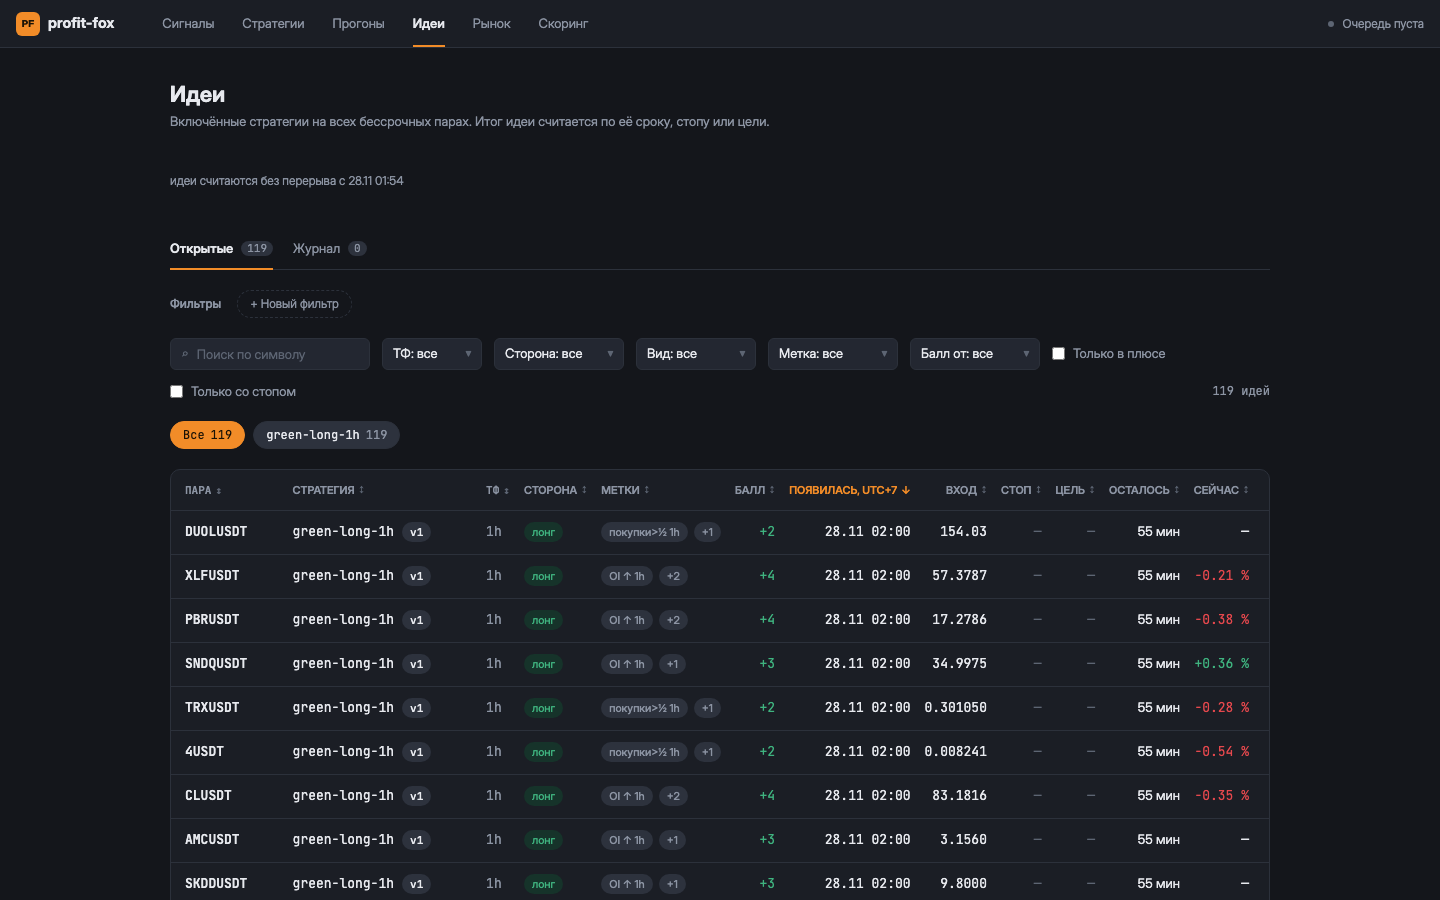 PF profit-fox Сигналы Стратегии Прогоны Идеи Рынок Скоринг Очередь пуста
Идеи
Включённые стратегии на всех бессрочных парах. Итог идеи считается по её сроку, стопу или цели.
идеи считаются без перерыва с 28.11 01:54
Открытые 119 Журнал 0
Фильтры + Новый фильтр
Поиск по символу ТФ: все Сторона: все Вид: все Метка: все Балл от: все Только в плюсе
Только со стопом 119 идей
Все 119 green-long-1h 119
ПАРА ↕ СТРАТЕГИЯ ↕ ТФ ↕ СТОРОНА ↕ МЕТКИ ↕ БАЛЛ ↕ ПОЯВИЛАСЬ, UTC+7 ↓ ВХОД ↕ СТОП ↕ ЦЕЛЬ ↕ ОСТАЛОСЬ ↕ СЕЙЧАС ↕
DUOLUSDT green-long-1h v1 1h лонг покупки>½ 1h +1 +2 28.11 02:00 154.03 — — 55 мин —
XLFUSDT green-long-1h v1 1h лонг OI ↑ 1h +2 +4 28.11 02:00 57.3787 — — 55 мин -0.21 %
PBRUSDT green-long-1h v1 1h лонг OI ↑ 1h +2 +4 28.11 02:00 17.2786 — — 55 мин -0.38 %
SNDQUSDT green-long-1h v1 1h лонг OI ↑ 1h +1 +3 28.11 02:00 34.9975 — — 55 мин +0.36 %
TRXUSDT green-long-1h v1 1h лонг покупки>½ 1h +1 +2 28.11 02:00 0.301050 — — 55 мин -0.28 %
4USDT green-long-1h v1 1h лонг покупки>½ 1h +1 +2 28.11 02:00 0.008241 — — 55 мин -0.54 %
CLUSDT green-long-1h v1 1h лонг OI ↑ 1h +2 +4 28.11 02:00 83.1816 — — 55 мин -0.35 %
AMCUSDT green-long-1h v1 1h лонг OI ↑ 1h +1 +3 28.11 02:00 3.1560 — — 55 мин —
SKDDUSDT green-long-1h v1 1h лонг OI ↑ 1h +1 +3 28.11 02:00 9.8000 — — 55 мин —